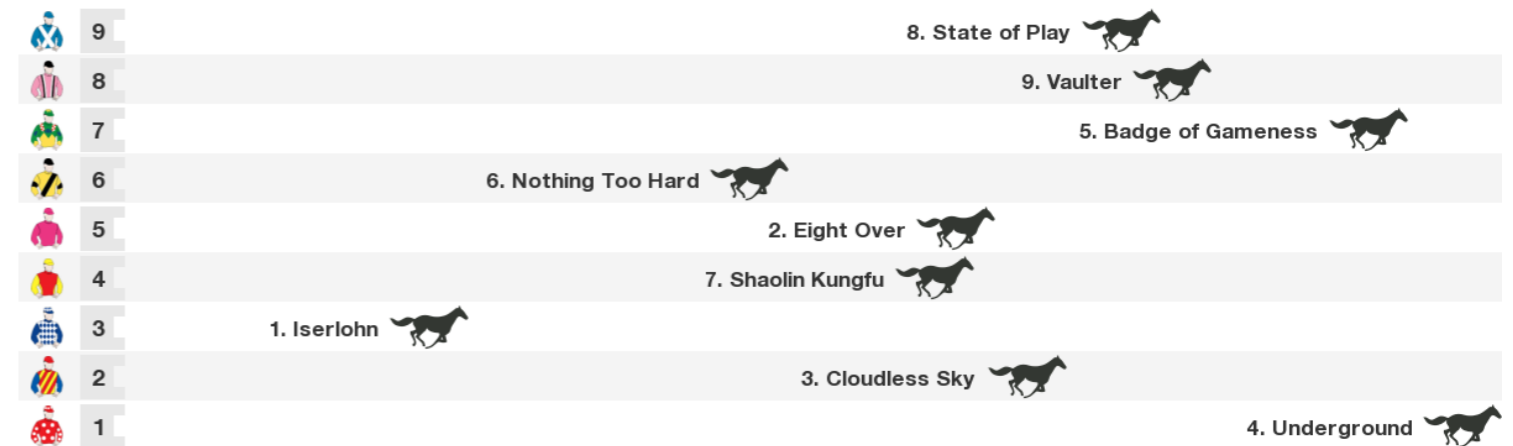 9 8. State of Play
8 9. Vaulter
7 5. Badge of Gameness
6 6. Nothing Too Hard
5 2. Eight Over
4 7. Shaolin Kungfu
3 1. Iserlohn
2 3. Cloudless Sky
1 4. Underground